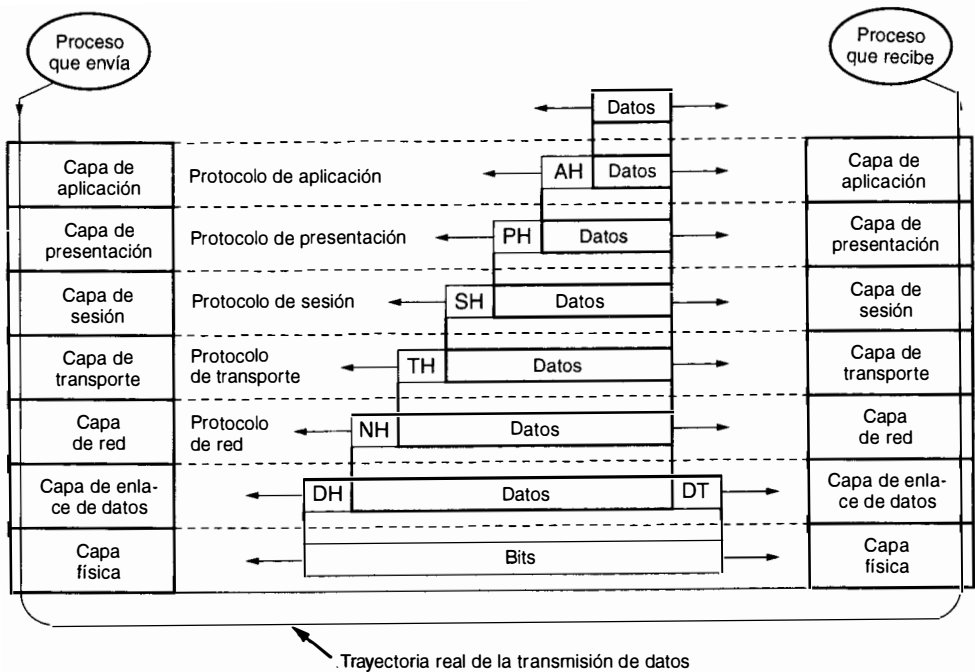 Proceso
que envía
Proceso
que recibe
Datos
Capa de
aplicación
Protocolo de aplicación
AH
Datos
Capa de
aplicación
Capa de
presentación
Protocolo de presentación
PH
Datos
Capa de
presentación
Capa de
sesión
Protocolo de sesión
SH
Datos
Capa de
sesión
Capa de
transporte
Protocolo
de transporte
TH
Datos
Capa de
transporte
Capa
de red
Protocolo
de red
NH
Datos
Capa
de red
Capa de enla-
ce de datos
DH
Datos
DT
Capa de enla-
ce de datos
Capa
física
Bits
Capa
física
Trayectoria real de la transmisión de datos